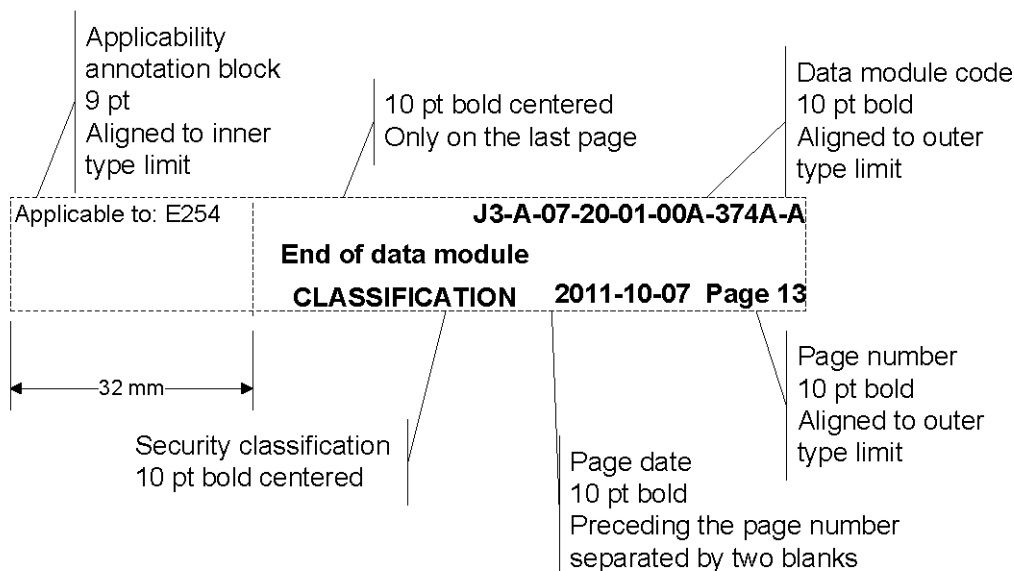 Applicability
annotation block
9 pt
Aligned to inner
type limit
10 pt bold centered
Only on the last page
Data module code
10 pt bold
Aligned to outer
type limit
Applicable to: E254
J3-A-07-20-01-00A-374A-A
End of data module
CLASSIFICATION 2011-10-07 Page 13
32 mm
Security classification
10 pt bold centered
Page date
10 pt bold
Preceding the page number
separated by two blanks
Page number
10 pt bold
Aligned to outer
type limit